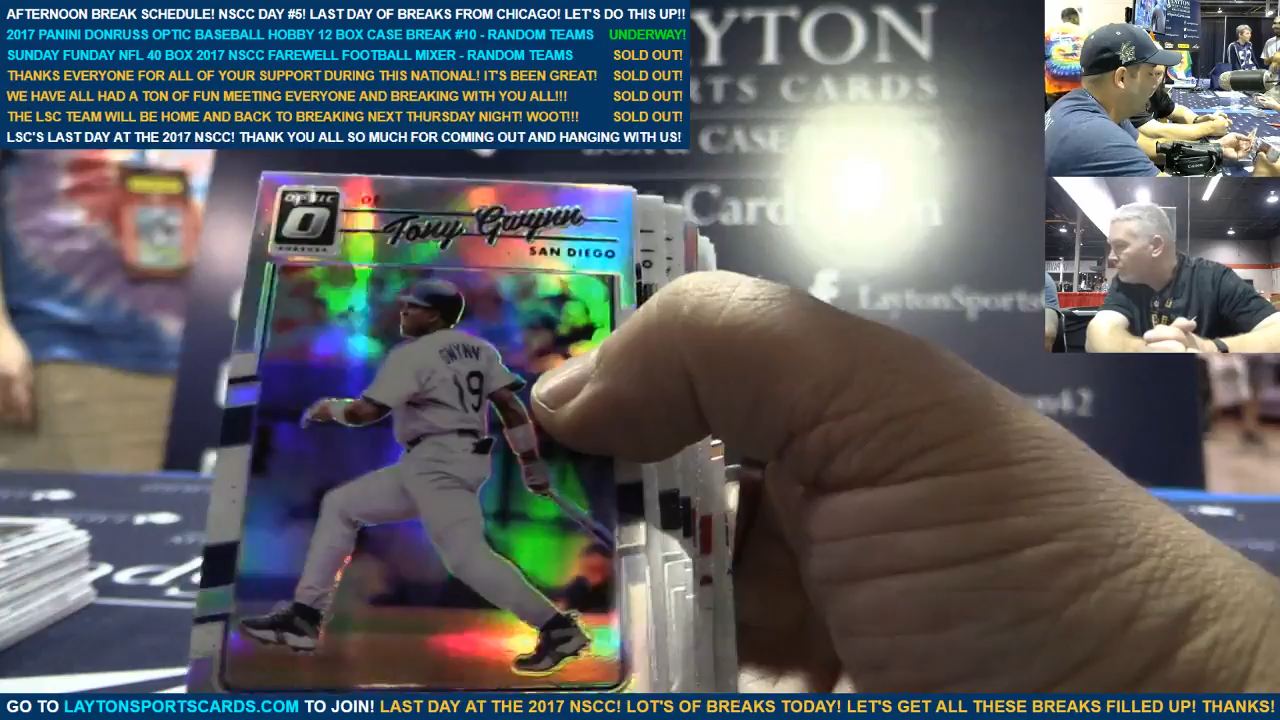 AFTERNOON BREAK SCHEDULE! NSCC DAY #5! LAST DAY OF BREAKS FROM CHICAGO! LET'S DO THIS UP!!
2017 PANINI DONRUSS OPTIC BASEBALL HOBBY 12 BOX CASE BREAK #10 - RANDOM TEAMS UNDERWAY!
SUNDAY FUNDAY NFL 40 BOX 2017 NSCC FAREWELL FOOTBALL MIXER - RANDOM TEAMS SOLD OUT!
THANKS EVERYONE FOR ALL OF YOUR SUPPORT DURING THIS NATIONAL! IT'S BEEN GREAT! SOLD OUT!
WE HAVE ALL HAD A TON OF FUN MEETING EVERYONE AND BREAKING WITH YOU ALL!!! SOLD OUT!
THE LSC TEAM WILL BE HOME AND BACK TO BREAKING NEXT THURSDAY NIGHT! WOOT!!! SOLD OUT!
LSC'S LAST DAY AT THE 2017 NSCC! THANK YOU ALL SO MUCH FOR COMING OUT AND HANGING WITH US!
YTON
RTS CARDS
CASE
Card
LaytonSports
OPTIC
Tony Gwynn
SAN DIEGO
GWYNN
19
GO TO LAYTONSPORTSCARDS.COM TO JOIN! LAST DAY AT THE 2017 NSCC! LOT'S OF BREAKS TODAY! LET'S GET ALL THESE BREAKS FILLED UP! THANKS!